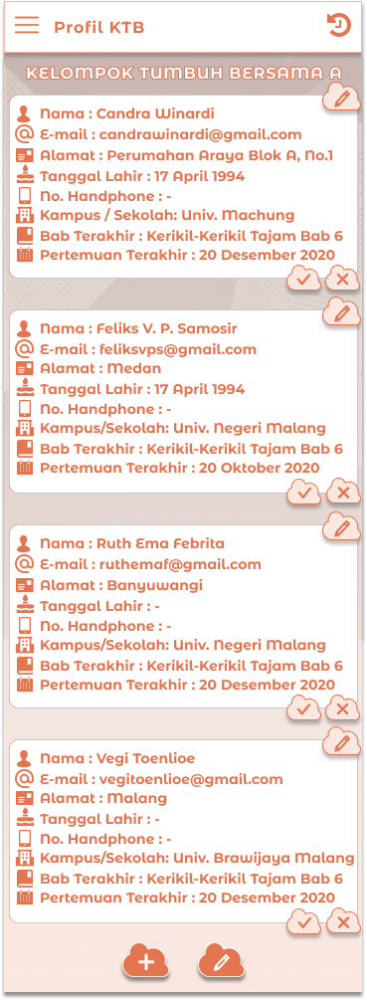 Profil KTB
KELOMPOK TUMBUH BERSAMA A
Nama : Candra Winardi
E-mail : candrawinardi@gmail.com
Alamat : Perumahan Araya Blok A, No.1
Tanggal Lahir : 17 April 1994
No. Handphone : -
Kampus / Sekolah: Univ. Machung
Bab Terakhir : Kerikil-Kerikil Tajam Bab 6
Pertemuan Terakhir : 20 Desember 2020
Nama : Feliks V. P. Samosir
E-mail : feliksvps@gmail.com
Alamat : Medan
Tanggal Lahir : 17 April 1994
No. Handphone : -
Kampus/Sekolah: Univ. Negeri Malang
Bab Terakhir : Kerikil-Kerikil Tajam Bab 6
Pertemuan Terakhir : 20 Oktober 2020
Nama : Ruth Ema Febrita
E-mail : ruthemaf@gmail.com
Alamat : Banyuwangi
Tanggal Lahir : -
No. Handphone : -
Kampus/Sekolah: Univ. Negeri Malang
Bab Terakhir : Kerikil-Kerikil Tajam Bab 6
Pertemuan Terakhir : 20 Desember 2020
Nama : Vegi Toenlioe
E-mail : vegitoenlioe@gmail.com
Alamat : Malang
Tanggal Lahir : -
No. Handphone : -
Kampus/Sekolah: Univ. Brawijaya Malang
Bab Terakhir : Kerikil-Kerikil Tajam Bab 6
Pertemuan Terakhir : 20 Desember 2020